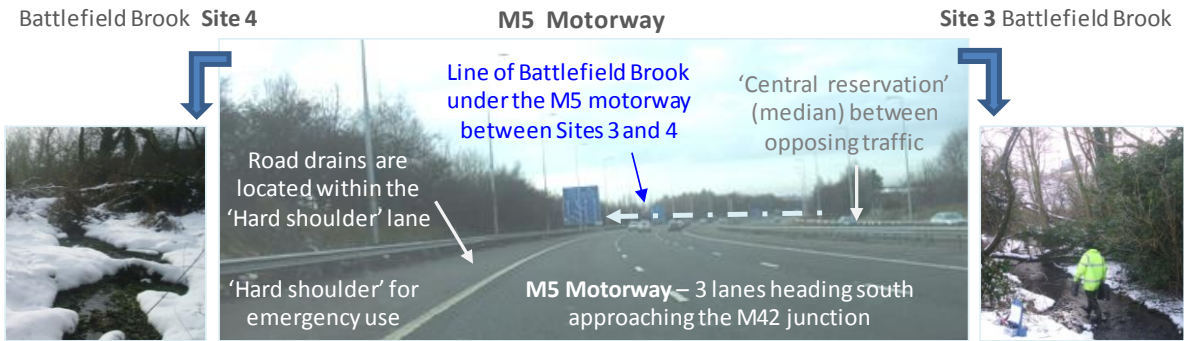 Battlefield Brook Site 4
M5 Motorway
Site 3 Battlefield Brook
Line of Battlefield Brook
under the M5 motorway
between Sites 3 and 4
'Central reservation'
(median) between
opposing traffic
Road drains are
located within the
'Hard shoulder' lane
'Hard shoulder' for
emergency use
M5 Motorway – 3 lanes heading south
approaching the M42 junction